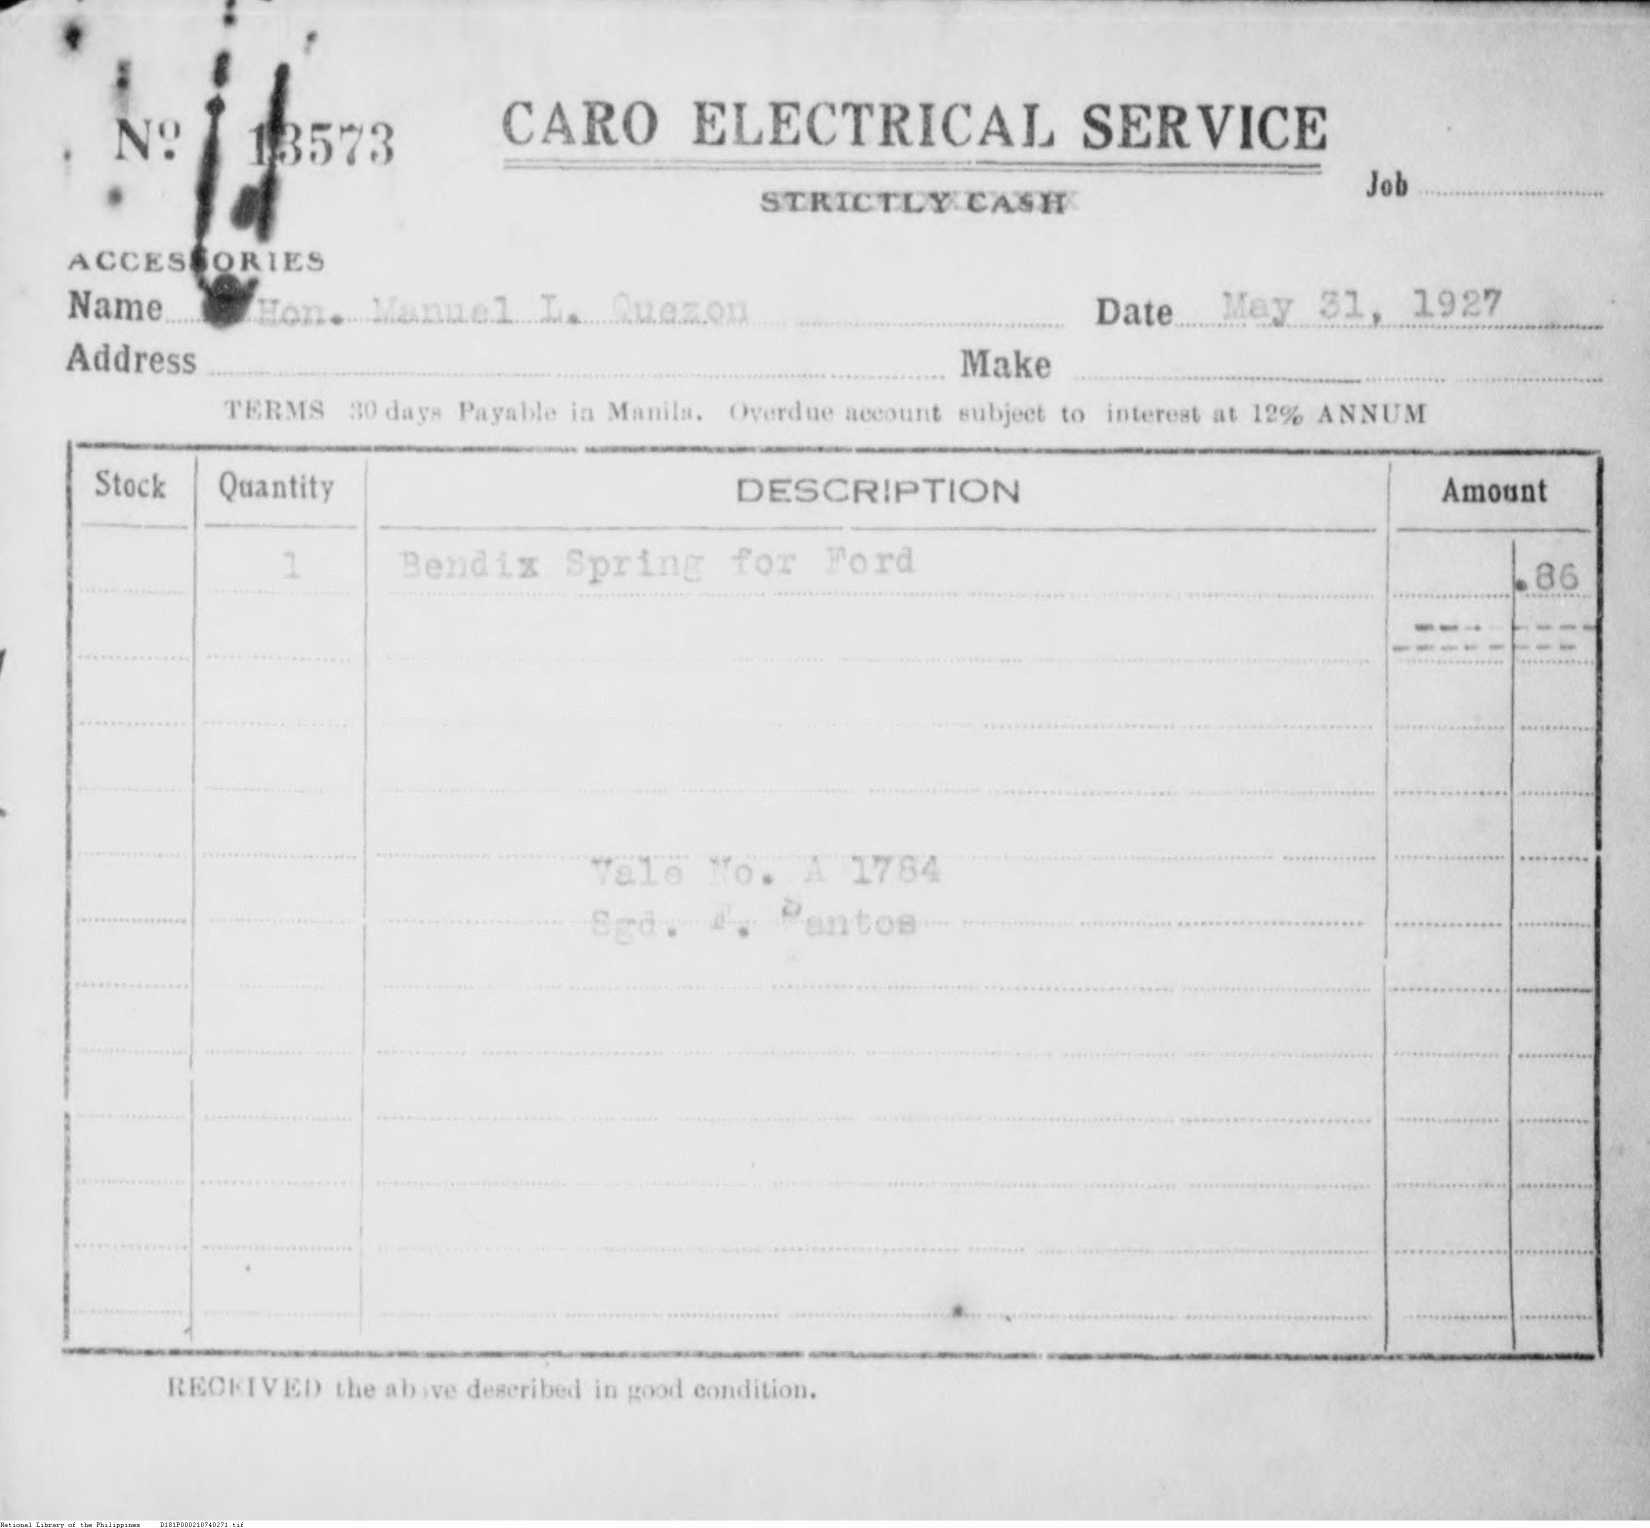 Nº 13573
CARO ELECTRICAL SERVICE
STRICTLY CASH
Job
ACCESSORIES
Name Hon. Manuel L. Quezon Date May 31, 1927
Address Make
TERMS 30 days Payable in Manila. Overdue account subject to interest at 12% ANNUM
Stock Quantity DESCRIPTION Amount
1 Bendix Spring for Ford .86
Vale No. A 1784
Sgd. F. Santos
RECEIVED the above described in good condition.
National Library of the Philippines D181P000210740271.tif